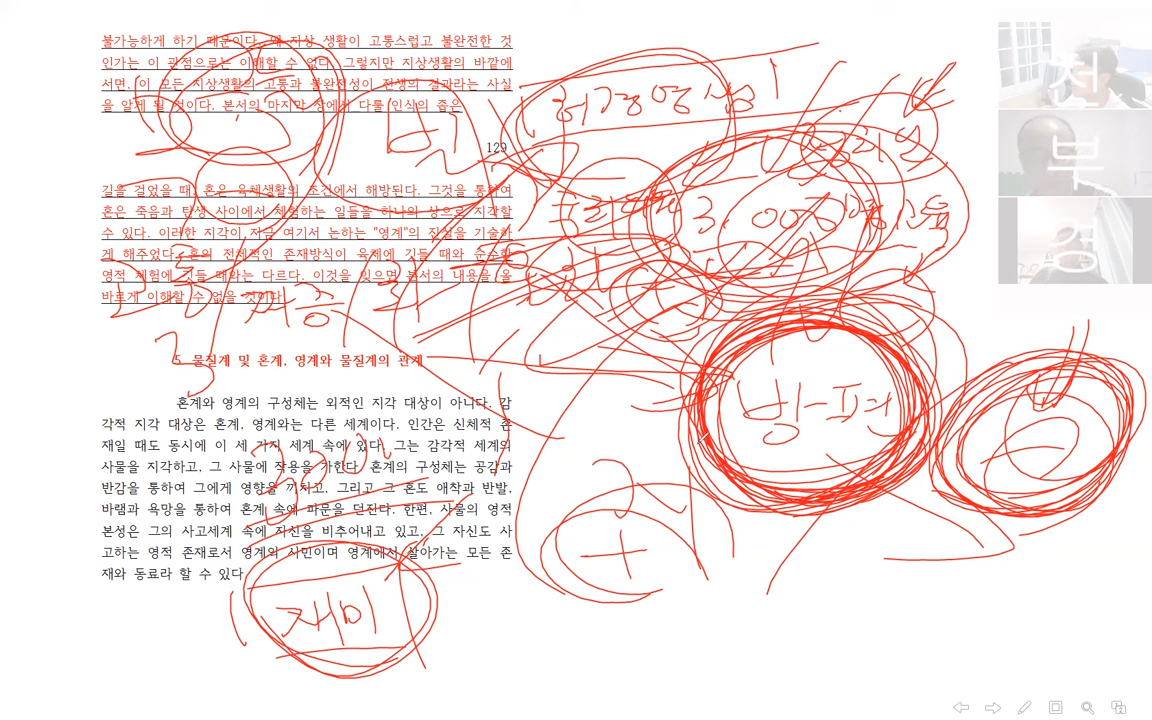 불가능하게 하기 때문이다. 왜 지상 생활이 고통스럽고 불완전한 것
인가는 이 관점으로는 이해할 수 없다. 그렇지만 지상생활의 바깥에
서면, 이 모든 지상생활의 고통과 불완전성이 전생의 결과라는 사실
을 알게 될 것이다. 본서의 마지막 장에서 다룰 인식의 좁은
129
길을 걸었을 때, 혼은 육체생활의 조건에서 해방된다. 그것을 통하여
혼은 죽음과 탄생 사이에서 체험하는 일들을 하나의 상으로 지각할
수 있다. 이러한 지각이 지금 여기서 논하는 "영계"의 진실을 기술하
게 해주었다. 혼의 전체적인 존재방식이 육체에 깃들 때와 순수한
영적 체험에 깃들 때와는 다르다. 이것을 잊으면 본서의 내용을 올
바르게 이해할 수 없을 것이다.
5. 물질계 및 혼계, 영계와 물질계의 관계
혼계와 영계의 구성체는 외적인 지각 대상이 아니다. 감
각적 지각 대상은 혼계, 영계와는 다른 세계이다. 인간은 신체적 존
재일 때도 동시에 이 세 가지 세계 속에 있다. 그는 감각적 세계의
사물을 지각하고, 그 사물에 작용을 가한다. 혼계의 구성체는 공감과
반감을 통하여 그에게 영향을 끼치고, 그리고 그 혼도 애착과 반발,
바램과 욕망을 통하여 혼계 속에 파문을 던진다. 한편, 사물의 영적
본성은 그의 사고세계 속에 자신을 비추어내고 있고, 그 자신도 사
고하는 영적 존재로서 영계의 시민이며 영계에서 살아가는 모든 존
재와 동료라 할 수 있다.
빅
3.00
방-편
재미
친
부
영